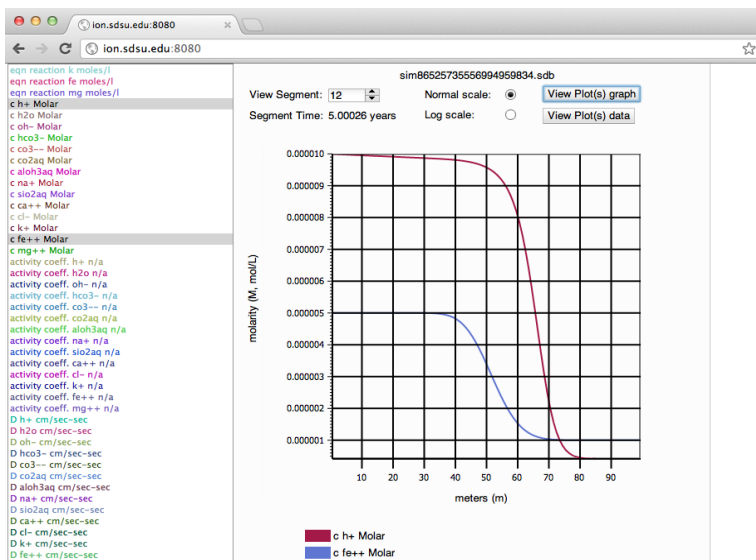 ion.sdsu.edu:8080
ion.sdsu.edu:8080
eqn reaction k moles/l
eqn reaction fe moles/l
eqn reaction mg moles/l
c h+ Molar
c h2o Molar
c oh- Molar
c hco3- Molar
c co3-- Molar
c co2aq Molar
c aloh3aq Molar
c na+ Molar
c sio2aq Molar
c ca++ Molar
c cl- Molar
c k+ Molar
c fe++ Molar
c mg++ Molar
activity coeff. h+ n/a
activity coeff. h2o n/a
activity coeff. oh- n/a
activity coeff. hco3- n/a
activity coeff. co3-- n/a
activity coeff. co2aq n/a
activity coeff. aloh3aq n/a
activity coeff. na+ n/a
activity coeff. sio2aq n/a
activity coeff. ca++ n/a
activity coeff. cl- n/a
activity coeff. k+ n/a
activity coeff. fe++ n/a
activity coeff. mg++ n/a
D h+ cm/sec-sec
D h2o cm/sec-sec
D oh- cm/sec-sec
D hco3- cm/sec-sec
D co3-- cm/sec-sec
D co2aq cm/sec-sec
D aloh3aq cm/sec-sec
D na+ cm/sec-sec
D sio2aq cm/sec-sec
D ca++ cm/sec-sec
D cl- cm/sec-sec
D k+ cm/sec-sec
D fe++ cm/sec-sec
sim86525735556994959834.sdb
View Segment: 12 Normal scale: View Plot(s) graph
Segment Time: 5.00026 years Log scale: View Plot(s) data
0.000010
0.000009
0.000008
0.000007
0.000006
0.000005
0.000004
0.000003
0.000002
0.000001
molarity (M, mol/L)
10 20 30 40 50 60 70 80 90
meters (m)
c h+ Molar
c fe++ Molar